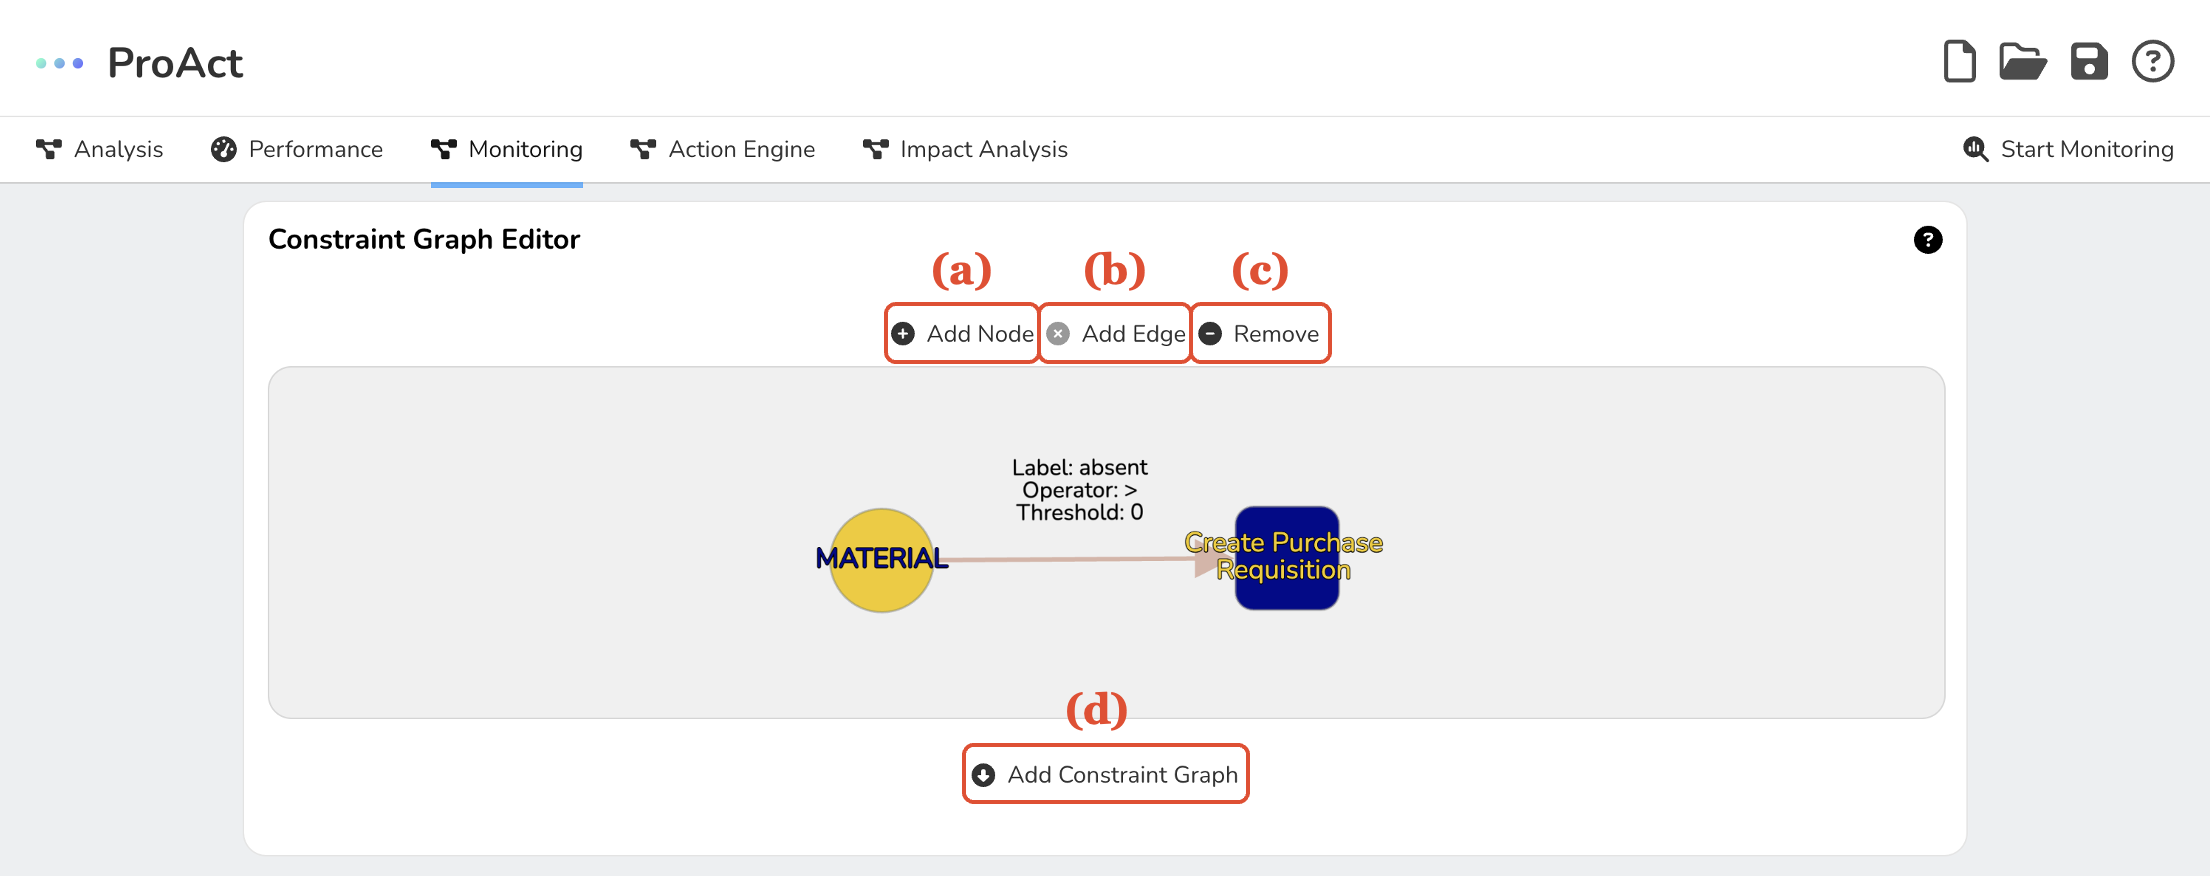 ProAct
Analysis Performance Monitoring Action Engine Impact Analysis Start Monitoring
Constraint Graph Editor
(a) (b) (c)
Add Node Add Edge Remove
Label: absent
Operator: >
Threshold: 0
MATERIAL
Create Purchase
Requisition
(d)
Add Constraint Graph